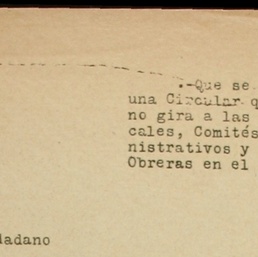 .-Que se
una Circular q
no gira a las
cales, Comités
nistrativos y
Obreras en el
dadano